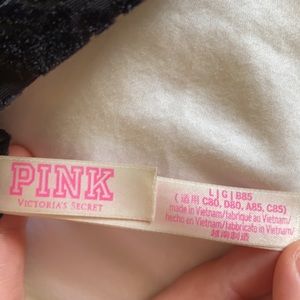 PINK
VICTORIA'S SECRET
L | G | B85
(适用 C80, D80, A85, C85)
made in Vietnam/fabriqué au Vietnam/
hecho en Vietnam/fabbricato in Vietnam/
越南制造